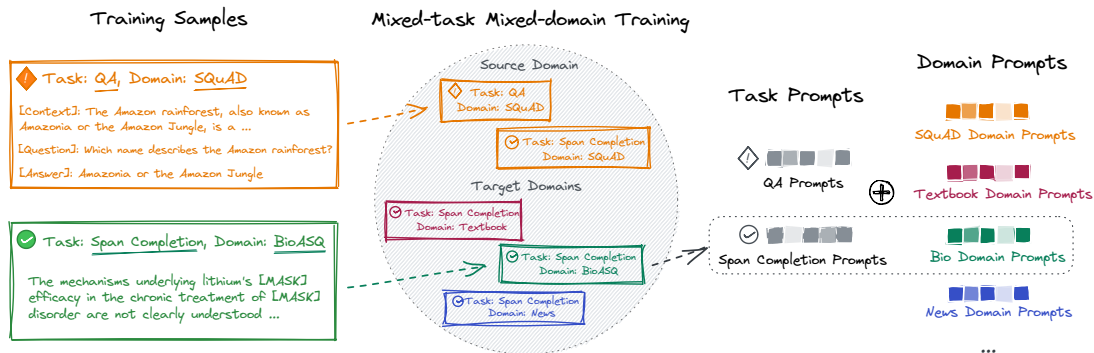 Training Samples
Task: QA, Domain: SQuAD
[Context]: The Amazon rainforest, also known as
Amazonia or the Amazon Jungle, is a ...
[Question]: Which name describes the Amazon rainforest?
[Answer]: Amazonia or the Amazon Jungle
Task: Span Completion, Domain: BioASQ
The mechanisms underlying lithium's [MASK]
efficacy in the chronic treatment of [MASK]
disorder are not clearly understood ...
Mixed-task Mixed-domain Training
Source Domain
Task: QA
Domain: SQuAD
Task: Span Completion
Domain: SQuAD
Target Domains
Task: Span Completion
Domain: Textbook
Task: Span Completion
Domain: BioASQ
Task: Span Completion
Domain: News
Task Prompts
QA Prompts
Span Completion Prompts
Domain Prompts
SQuAD Domain Prompts
Textbook Domain Prompts
Bio Domain Prompts
News Domain Prompts
...